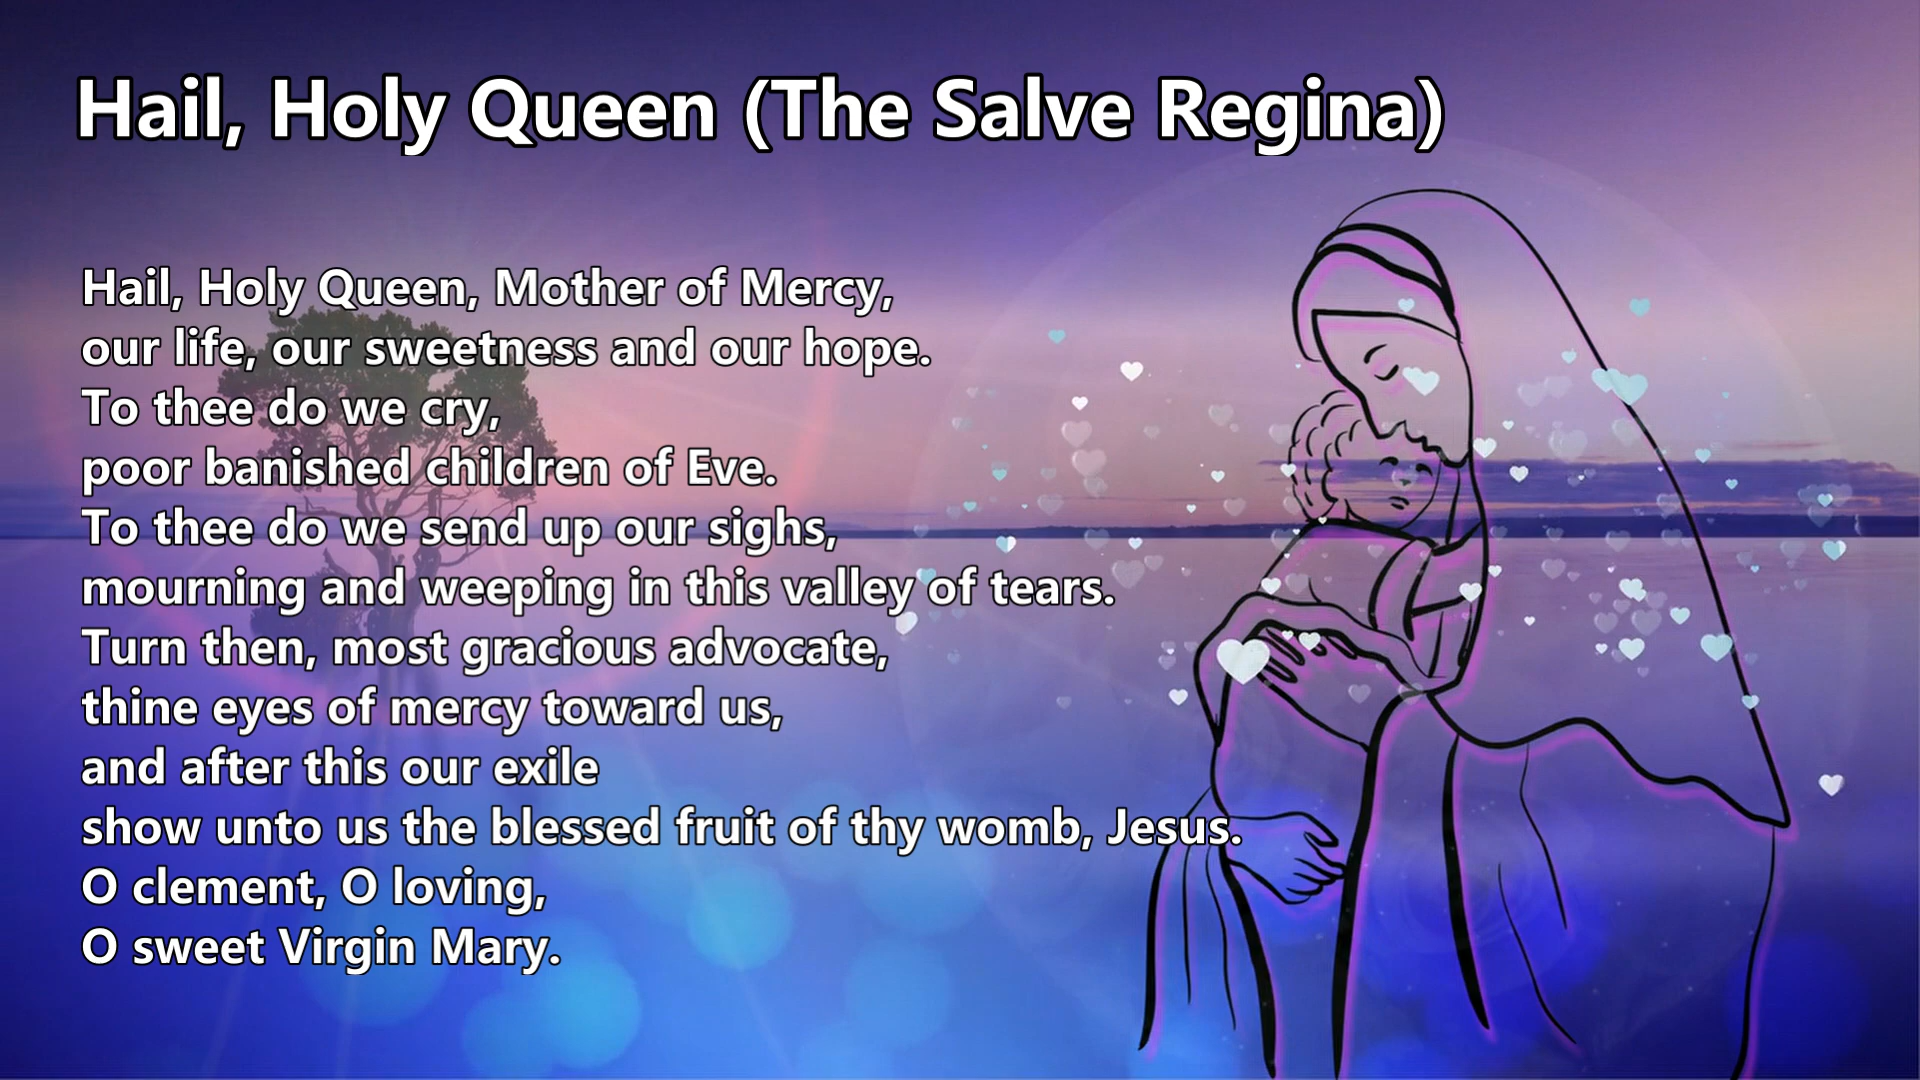 Hail, Holy Queen (The Salve Regina)
Hail, Holy Queen, Mother of Mercy,
our life, our sweetness and our hope.
To thee do we cry,
poor banished children of Eve.
To thee do we send up our sighs,
mourning and weeping in this valley of tears.
Turn then, most gracious advocate,
thine eyes of mercy toward us,
and after this our exile
show unto us the blessed fruit of thy womb, Jesus.
O clement, O loving,
O sweet Virgin Mary.